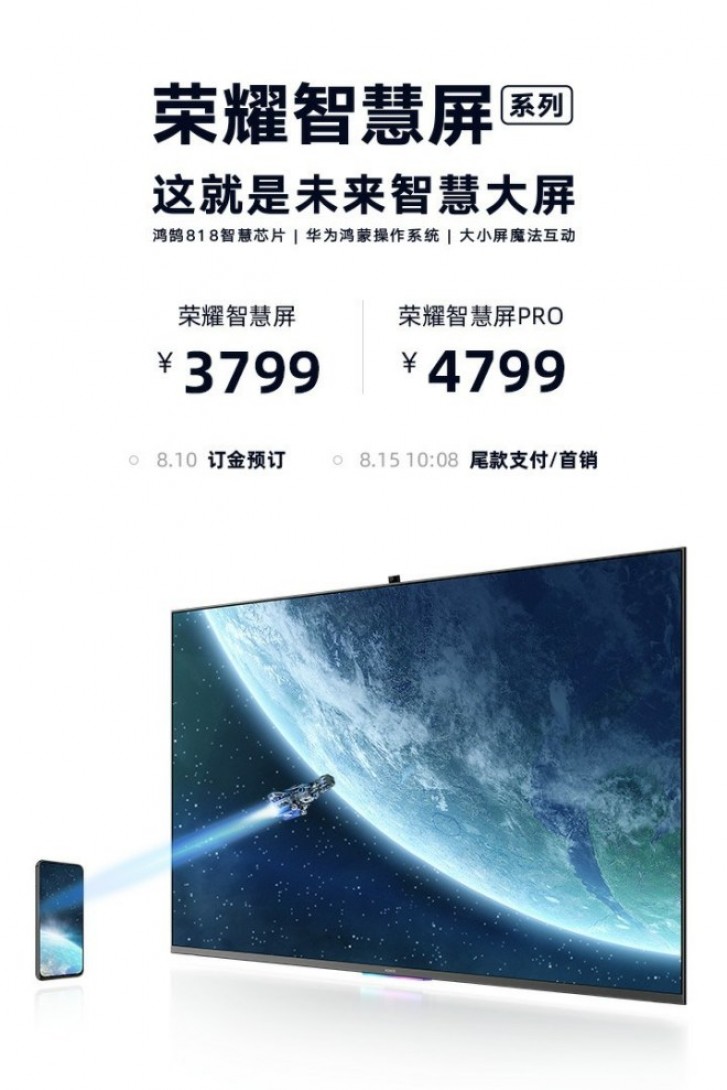 荣耀智慧屏 系列
这就是未来智慧大屏
鸿鹄818智慧芯片 | 华为鸿蒙操作系统 | 大小屏魔法互动
荣耀智慧屏 荣耀智慧屏PRO
¥3799 ¥4799
8.10 订金预订 8.15 10:08 尾款支付/首销